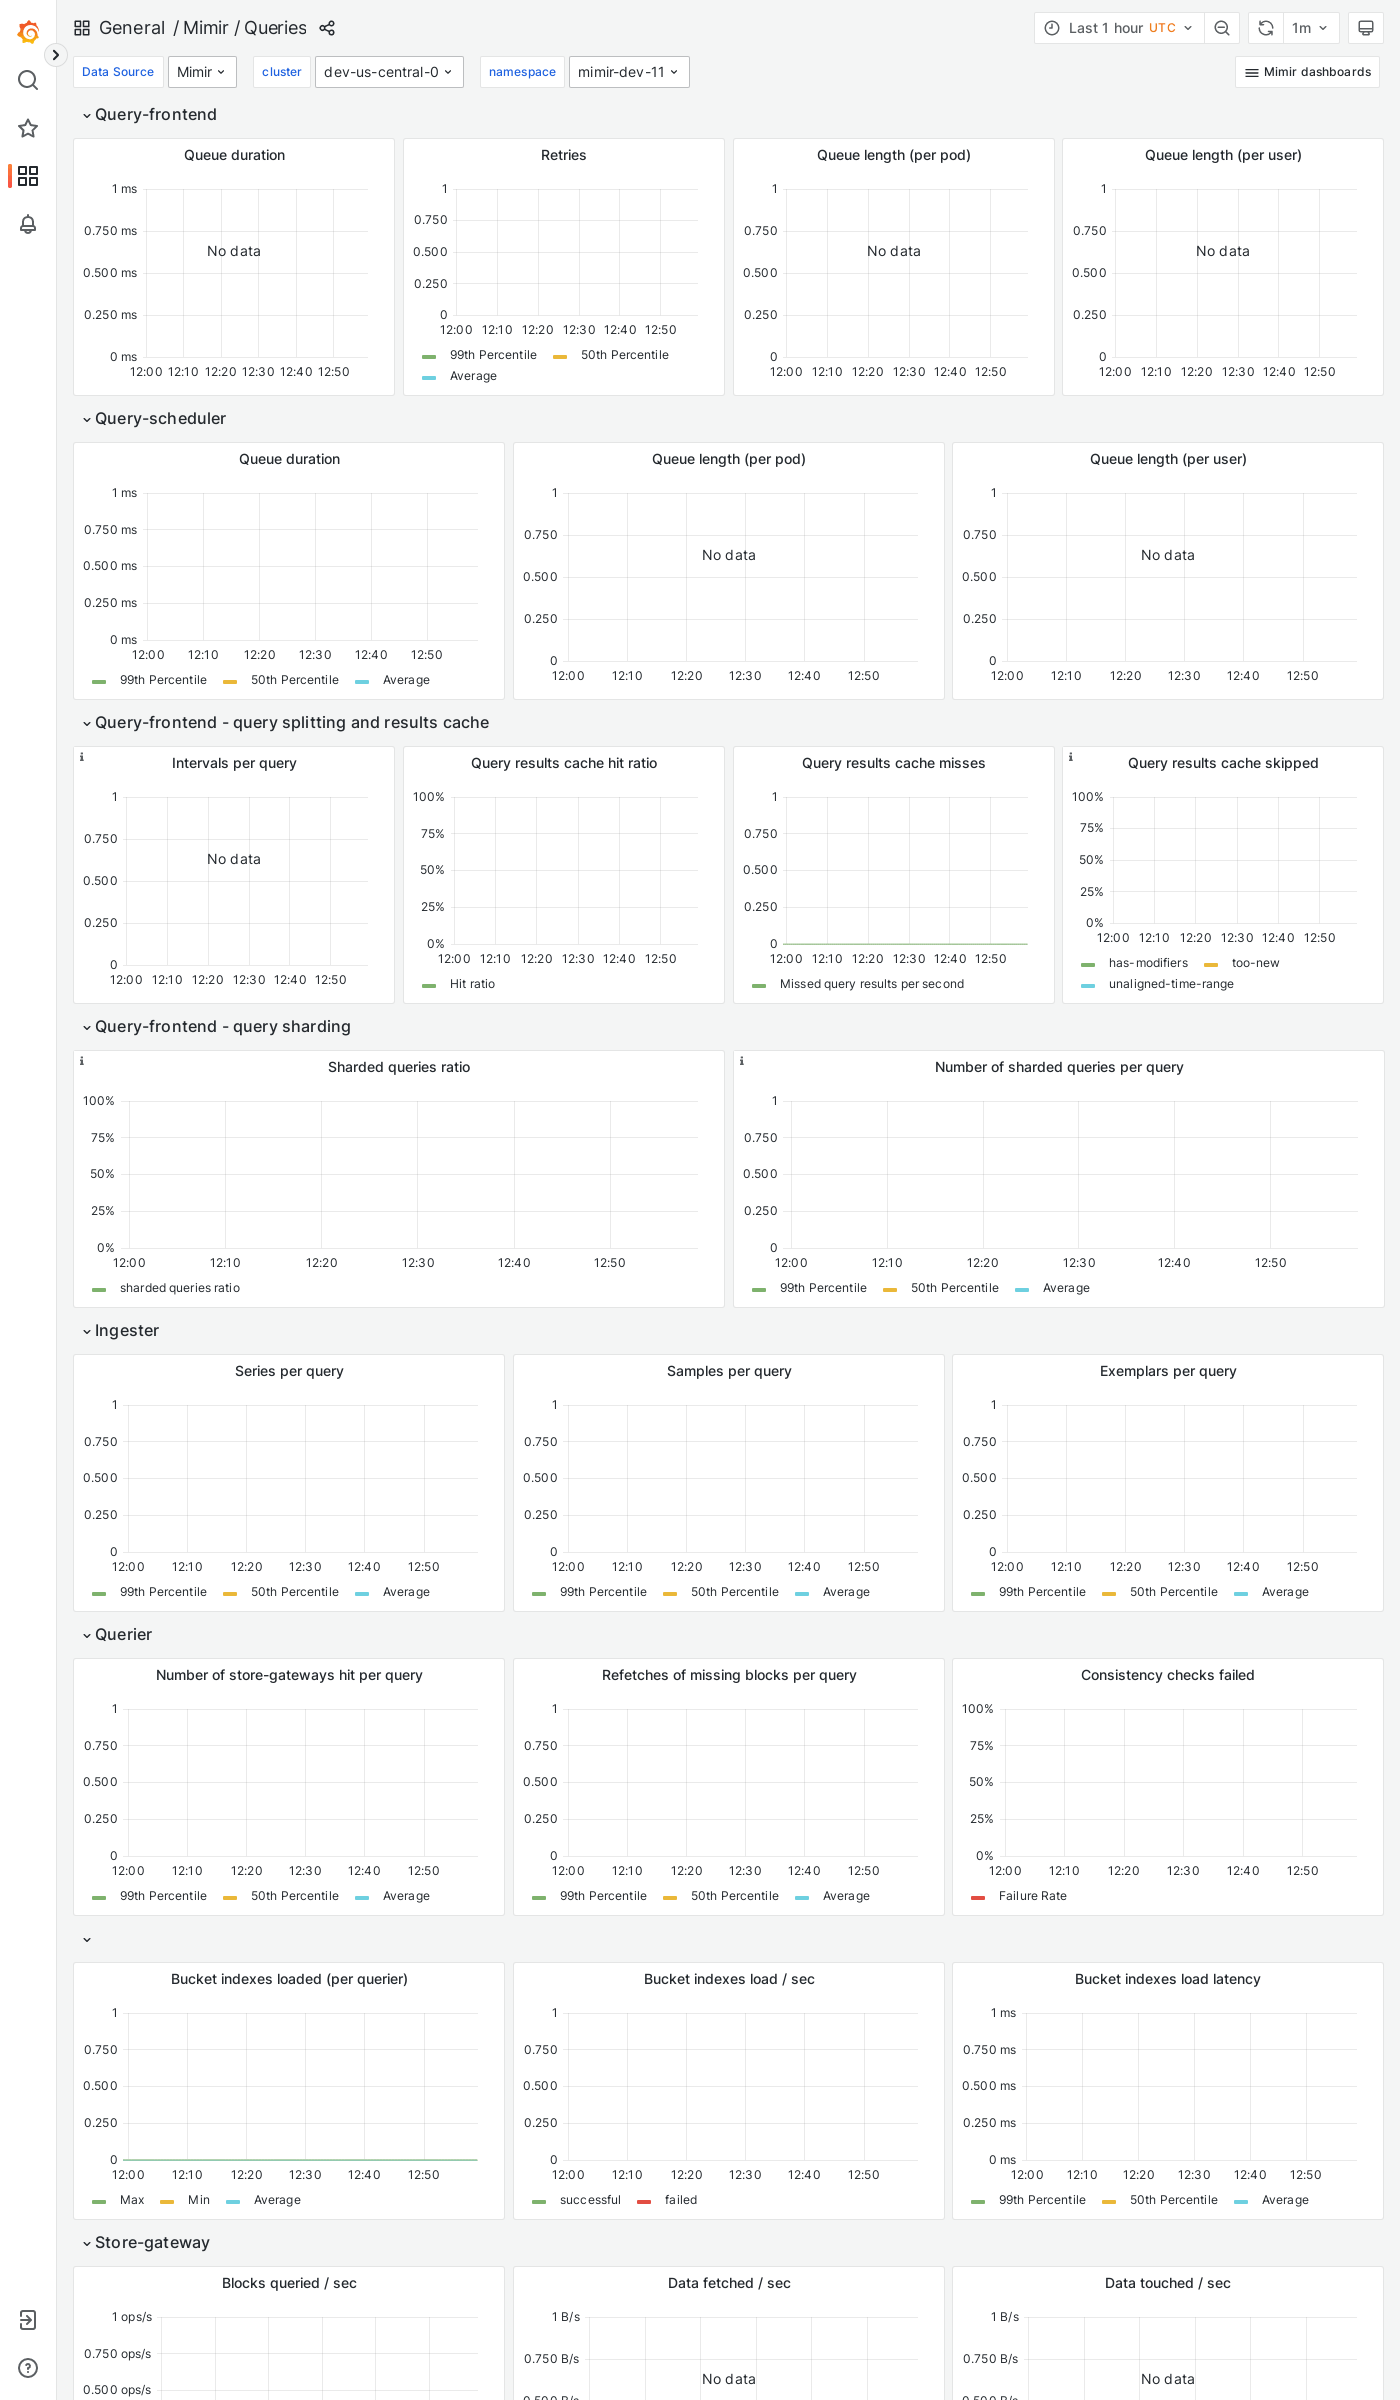 General / Mimir / Queries
Last 1 hour UTC
1m
Data Source Mimir cluster dev-us-central-0 namespace mimir-dev-11 Mimir dashboards
Query-frontend
Queue duration
1 ms
0.750 ms
0.500 ms
0.250 ms
0 ms
12:00 12:10 12:20 12:30 12:40 12:50
No data
Retries
1
0.750
0.500
0.250
0
12:00 12:10 12:20 12:30 12:40 12:50
99th Percentile 50th Percentile
Average
Queue length (per pod)
1
0.750
0.500
0.250
0
12:00 12:10 12:20 12:30 12:40 12:50
No data
Queue length (per user)
1
0.750
0.500
0.250
0
12:00 12:10 12:20 12:30 12:40 12:50
No data
Query-scheduler
Queue duration
1 ms
0.750 ms
0.500 ms
0.250 ms
0 ms
12:00 12:10 12:20 12:30 12:40 12:50
99th Percentile 50th Percentile Average
Queue length (per pod)
1
0.750
0.500
0.250
0
12:00 12:10 12:20 12:30 12:40 12:50
No data
Queue length (per user)
1
0.750
0.500
0.250
0
12:00 12:10 12:20 12:30 12:40 12:50
No data
Query-frontend - query splitting and results cache
Intervals per query
1
0.750
0.500
0.250
0
12:00 12:10 12:20 12:30 12:40 12:50
No data
Query results cache hit ratio
100%
75%
50%
25%
0%
12:00 12:10 12:20 12:30 12:40 12:50
Hit ratio
Query results cache misses
1
0.750
0.500
0.250
0
12:00 12:10 12:20 12:30 12:40 12:50
Missed query results per second
Query results cache skipped
100%
75%
50%
25%
0%
12:00 12:10 12:20 12:30 12:40 12:50
has-modifiers too-new
unaligned-time-range
Query-frontend - query sharding
Sharded queries ratio
100%
75%
50%
25%
0%
12:00 12:10 12:20 12:30 12:40 12:50
sharded queries ratio
Number of sharded queries per query
1
0.750
0.500
0.250
0
12:00 12:10 12:20 12:30 12:40 12:50
99th Percentile 50th Percentile Average
Ingester
Series per query
1
0.750
0.500
0.250
0
12:00 12:10 12:20 12:30 12:40 12:50
99th Percentile 50th Percentile Average
Samples per query
1
0.750
0.500
0.250
0
12:00 12:10 12:20 12:30 12:40 12:50
99th Percentile 50th Percentile Average
Exemplars per query
1
0.750
0.500
0.250
0
12:00 12:10 12:20 12:30 12:40 12:50
99th Percentile 50th Percentile Average
Querier
Number of store-gateways hit per query
1
0.750
0.500
0.250
0
12:00 12:10 12:20 12:30 12:40 12:50
99th Percentile 50th Percentile Average
Refetches of missing blocks per query
1
0.750
0.500
0.250
0
12:00 12:10 12:20 12:30 12:40 12:50
99th Percentile 50th Percentile Average
Consistency checks failed
100%
75%
50%
25%
0%
12:00 12:10 12:20 12:30 12:40 12:50
Failure Rate
Bucket indexes loaded (per querier)
1
0.750
0.500
0.250
0
12:00 12:10 12:20 12:30 12:40 12:50
Max Min Average
Bucket indexes load / sec
1
0.750
0.500
0.250
0
12:00 12:10 12:20 12:30 12:40 12:50
successful failed
Bucket indexes load latency
1 ms
0.750 ms
0.500 ms
0.250 ms
0 ms
12:00 12:10 12:20 12:30 12:40 12:50
99th Percentile 50th Percentile Average
Store-gateway
Blocks queried / sec
1 ops/s
0.750 ops/s
0.500 ops/s
Data fetched / sec
1 B/s
0.750 B/s
0.500 B/s
No data
Data touched / sec
1 B/s
0.750 B/s
0.500 B/s
No data